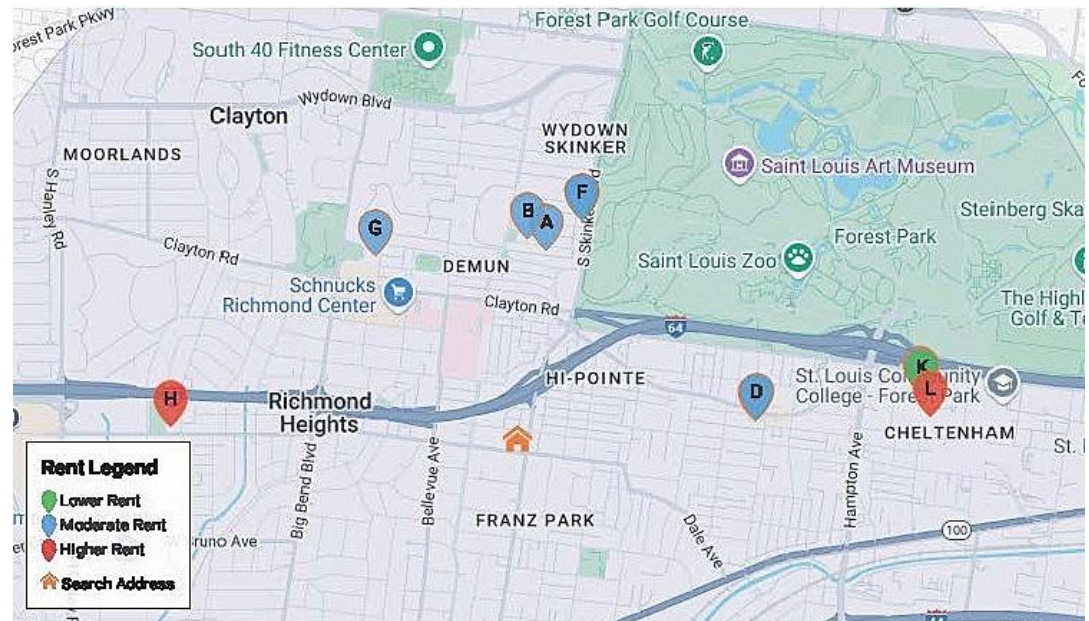 orest Park Pkwy
South 40 Fitness Center
Forest Park Golf Course
Clayton
Wydown Blvd
MOORLANDS
WYDOWN
SKINKER
Saint Louis Art Museum
S Hanley Rd
F
B
A
G
S Skinke
d
Steinberg Ska
Forest Park
Clayton Rd
DEMUN
Saint Louis Zoo
Schnucks
Richmond Center
Clayton Rd
The Highl
Golf & Te
64
HI-POINTE
H
Richmond
Heights
D
St. Louis Community
College - Forest Park
K
L
CHELTENHAM
St. L
Rent Legend
Lower Rent
Moderate Rent
Higher Rent
Search Address
Big Bend Blvd
Bellevue Ave
FRANZ PARK
Dale Ave
Hampton Ave
100
Bruno Ave